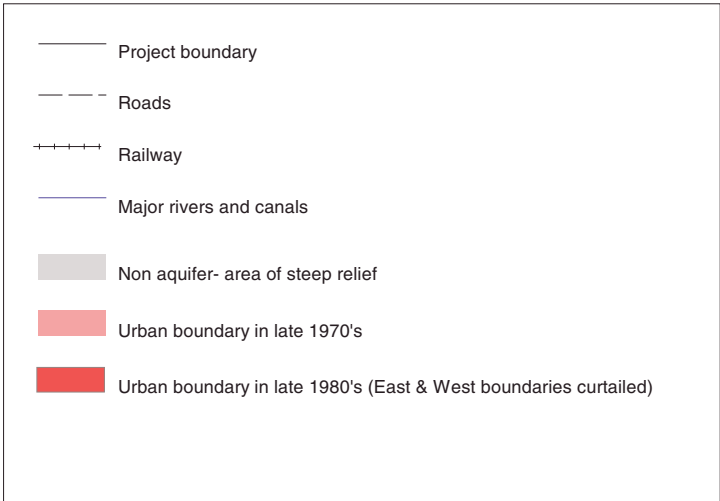 Project boundary
Roads
Railway
Major rivers and canals
Non aquifer- area of steep relief
Urban boundary in late 1970's
Urban boundary in late 1980's (East & West boundaries curtailed)